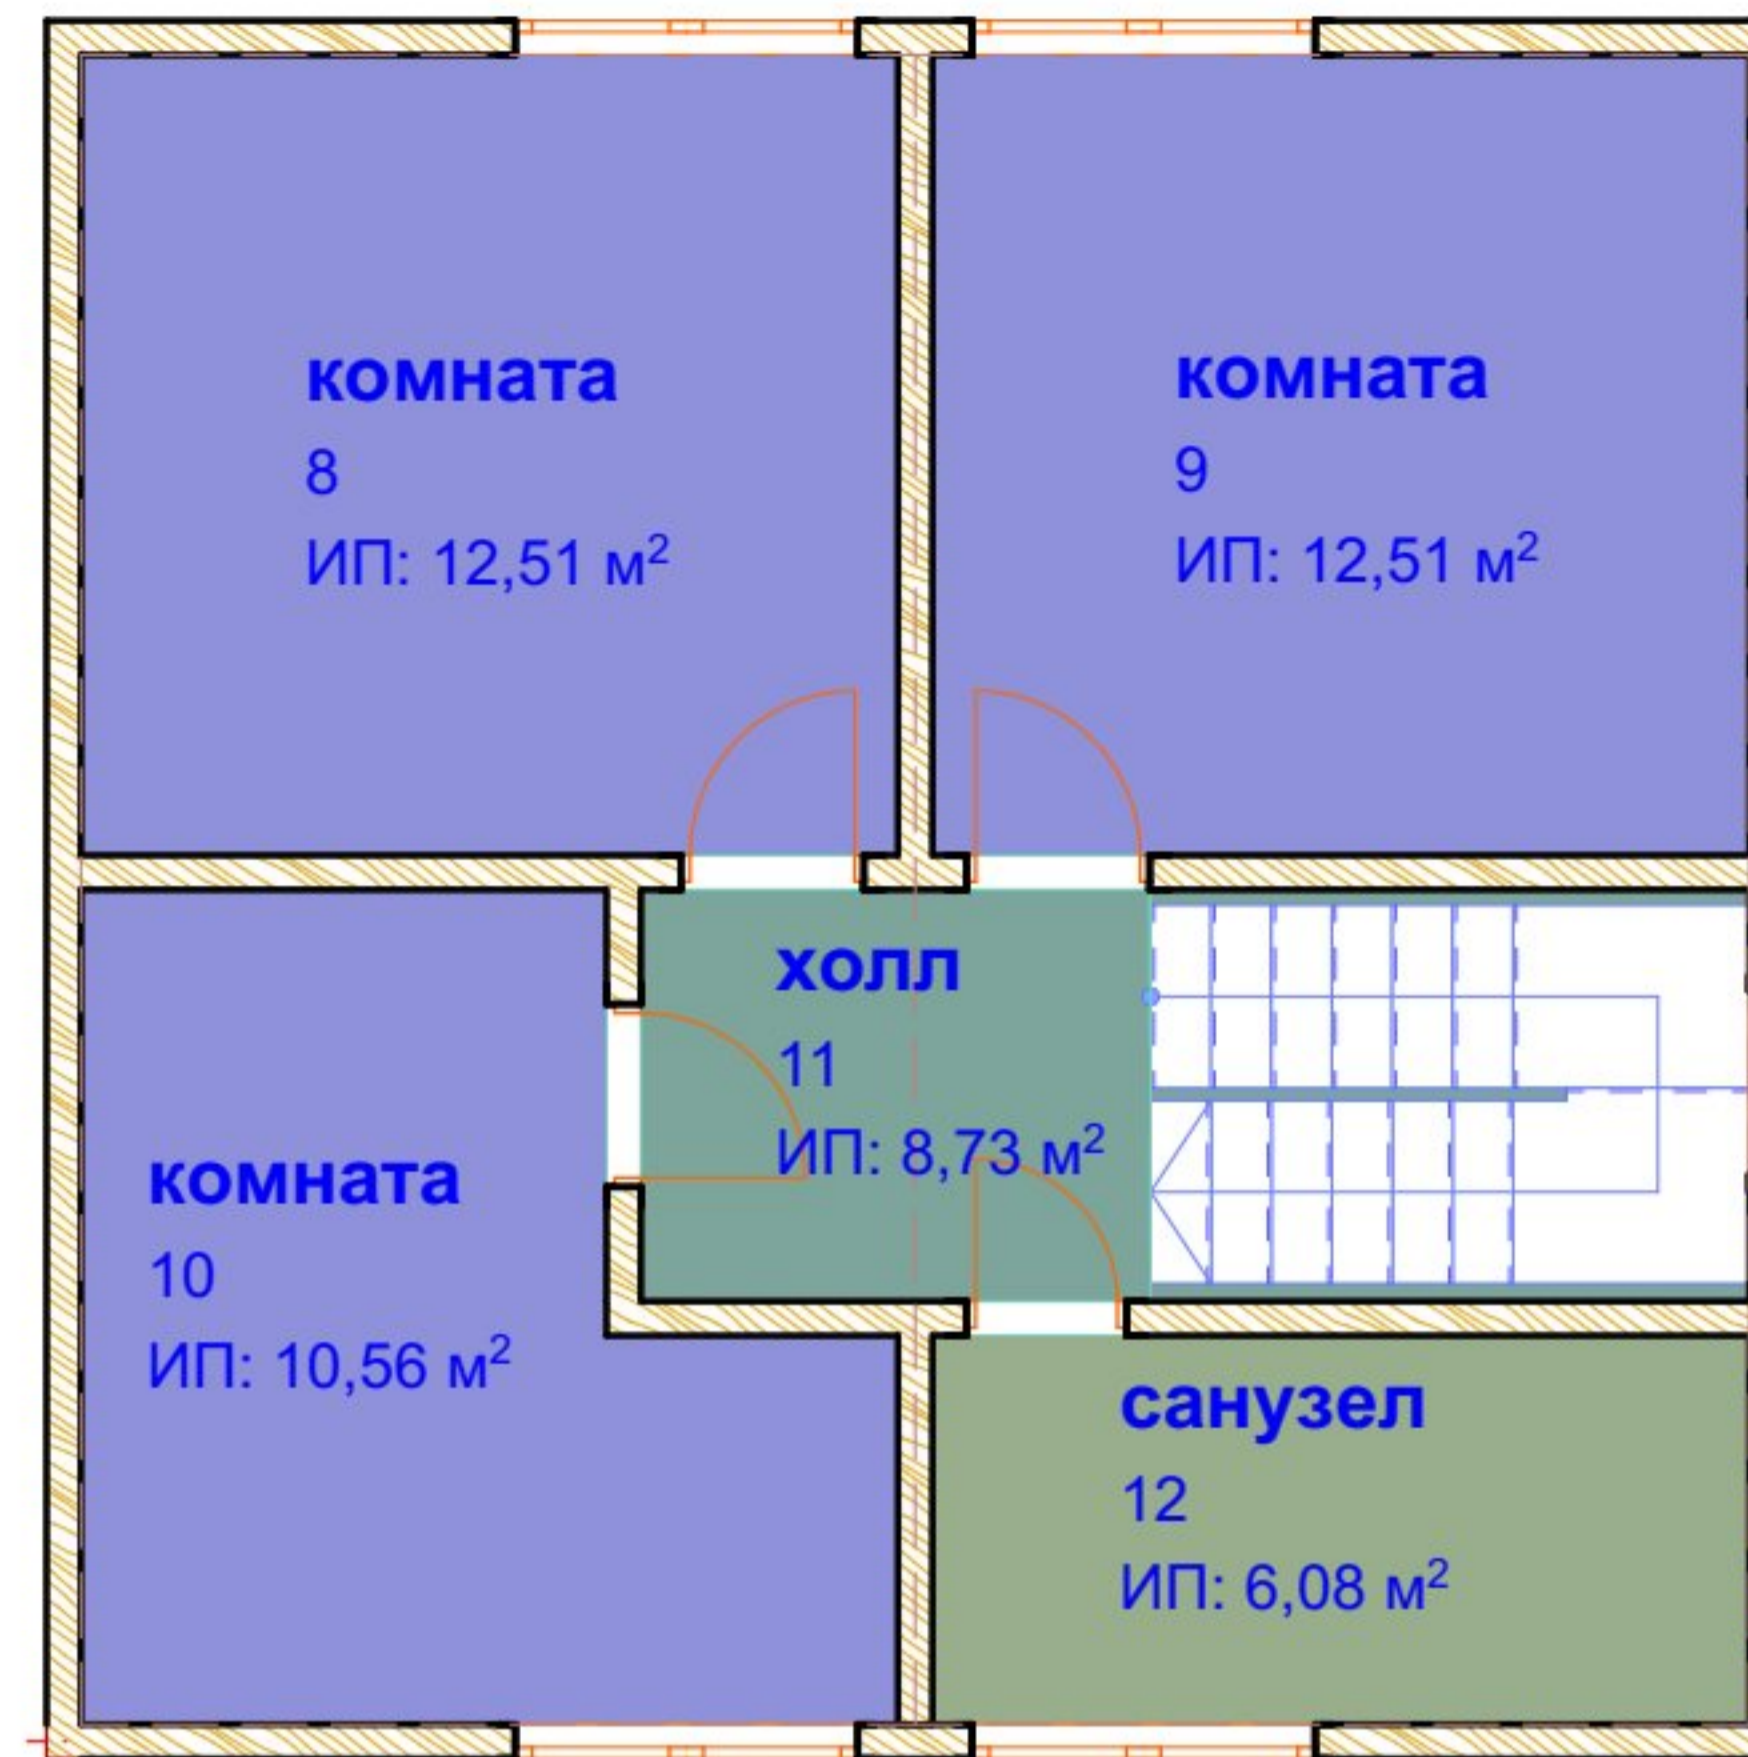 комната
8
ИП: 12,51 м²
комната
9
ИП: 12,51 м²
холл
11
ИП: 8,73 м²
комната
10
ИП: 10,56 м²
санузел
12
ИП: 6,08 м²